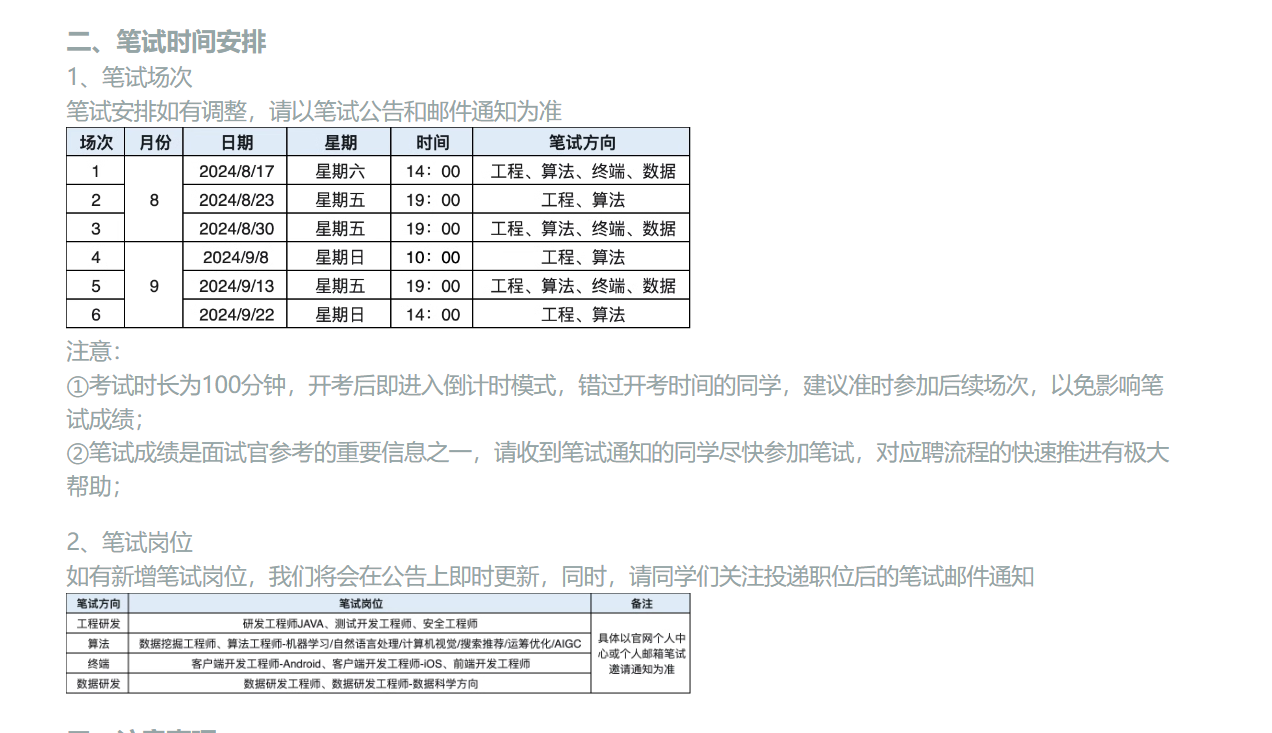 二、笔试时间安排
1、笔试场次
笔试安排如有调整，请以笔试公告和邮件通知为准
场次 月份 日期 星期 时间 笔试方向
1 8 2024/8/17 星期六 14：00 工程、算法、终端、数据
2 2024/8/23 星期五 19：00 工程、算法
3 2024/8/30 星期五 19：00 工程、算法、终端、数据
4 9 2024/9/8 星期日 10：00 工程、算法
5 2024/9/13 星期五 19：00 工程、算法、终端、数据
6 2024/9/22 星期日 14：00 工程、算法
注意：
①考试时长为100分钟，开考后即进入倒计时模式，错过开考时间的同学，建议准时参加后续场次，以免影响笔
试成绩；
②笔试成绩是面试官参考的重要信息之一，请收到笔试通知的同学尽快参加笔试，对应聘流程的快速推进有极大
帮助；
2、笔试岗位
如有新增笔试岗位，我们将会在公告上即时更新，同时，请同学们关注投递职位后的笔试邮件通知
笔试方向 笔试岗位 备注
工程研发 研发工程师JAVA、测试开发工程师、安全工程师
算法 数据挖掘工程师、算法工程师-机器学习/自然语言处理/计算机视觉/搜索推荐/运筹优化/AIGC
终端 客户端开发工程师-Android、客户端开发工程师-iOS、前端开发工程师
数据研发 数据研发工程师、数据研发工程师-数据科学方向
具体以官网个人中
心或个人邮箱笔试
邀请通知为准